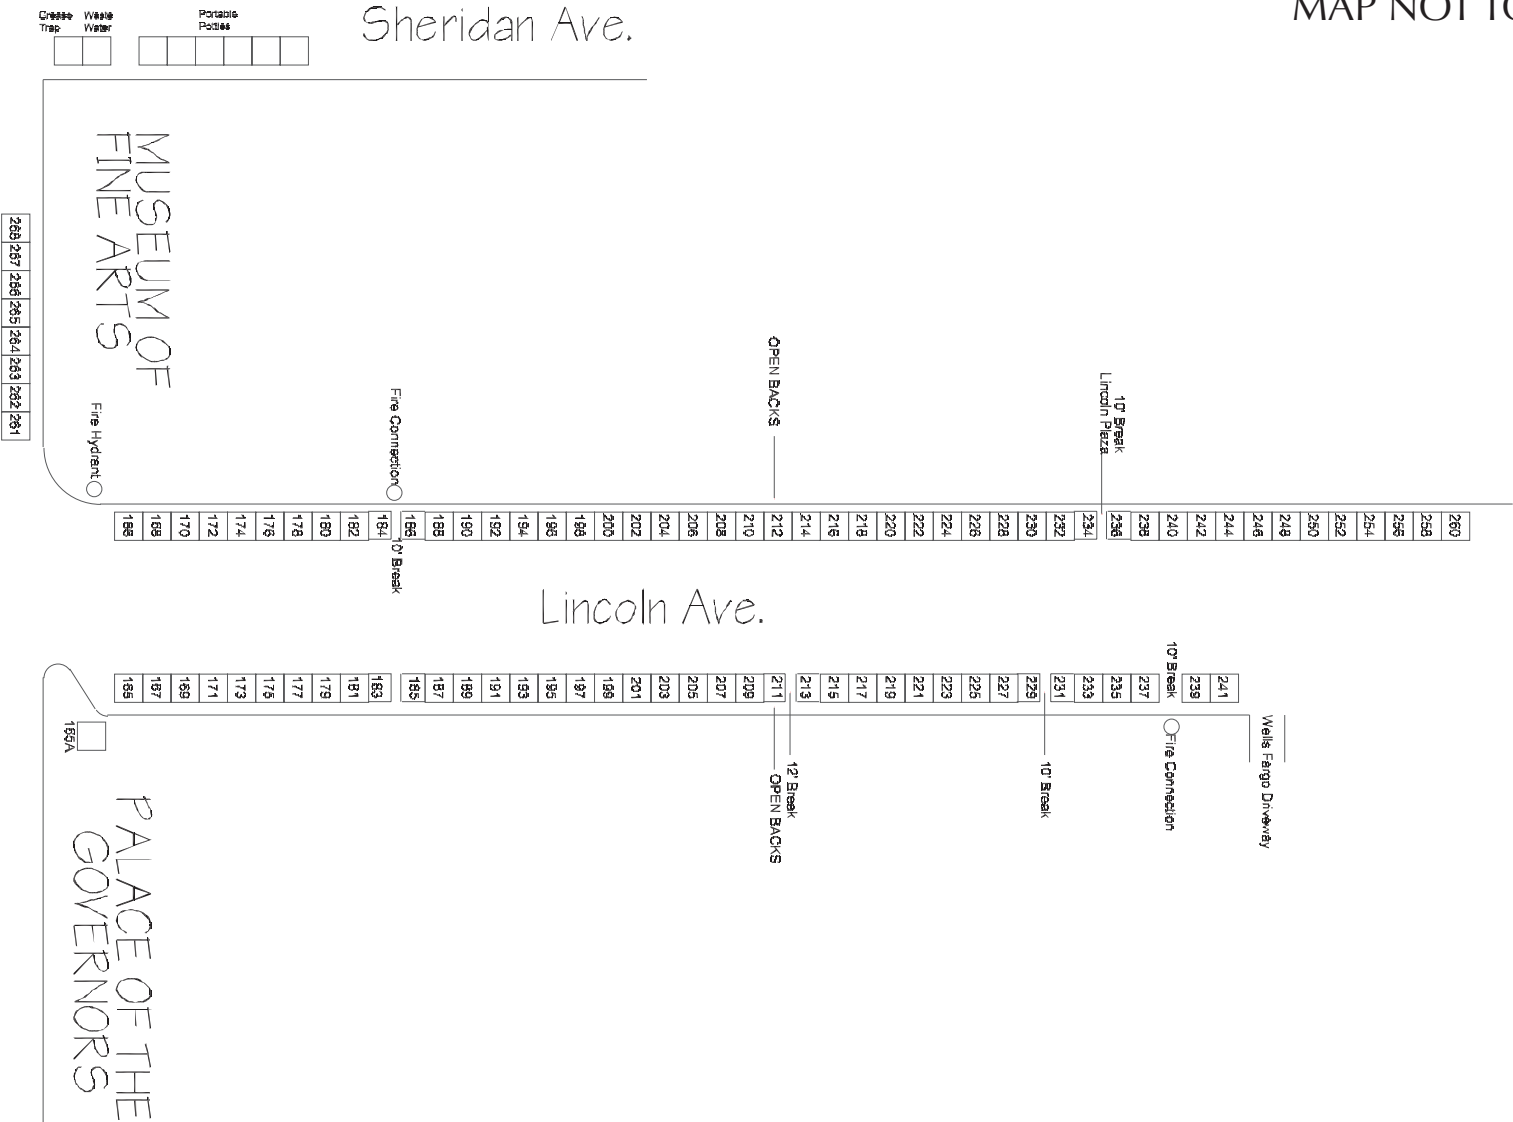 MAP NOT TO
Grease Trap
Waste Water
Portable Potties
Sheridan Ave.
MUSEUM OF
FINE ARTS
268 267 266 265 264 263 262 261
Fire Hydrant
Fire Connection
10' Break
OPEN BACKS
10' Break
Lincoln Plaza
166 168 170 172 174 176 178 180 182 184 186 188 190 192 194 196 198 200 202 204 206 208 210 212 214 216 218 220 222 224 226 228 230 232 234 236 238 240 242 244 246 248 250 252 254 256 258 260
Lincoln Ave.
165 167 169 171 173 175 177 179 181 183 185 187 189 191 193 195 197 199 201 203 205 207 209 211 213 215 217 219 221 223 225 227 229 231 233 235 237 239 241
10' Break
165A
12' Break
OPEN BACKS
10' Break
Fire Connection
Wells Fargo Driveway
PALACE OF THE
GOVERNORS